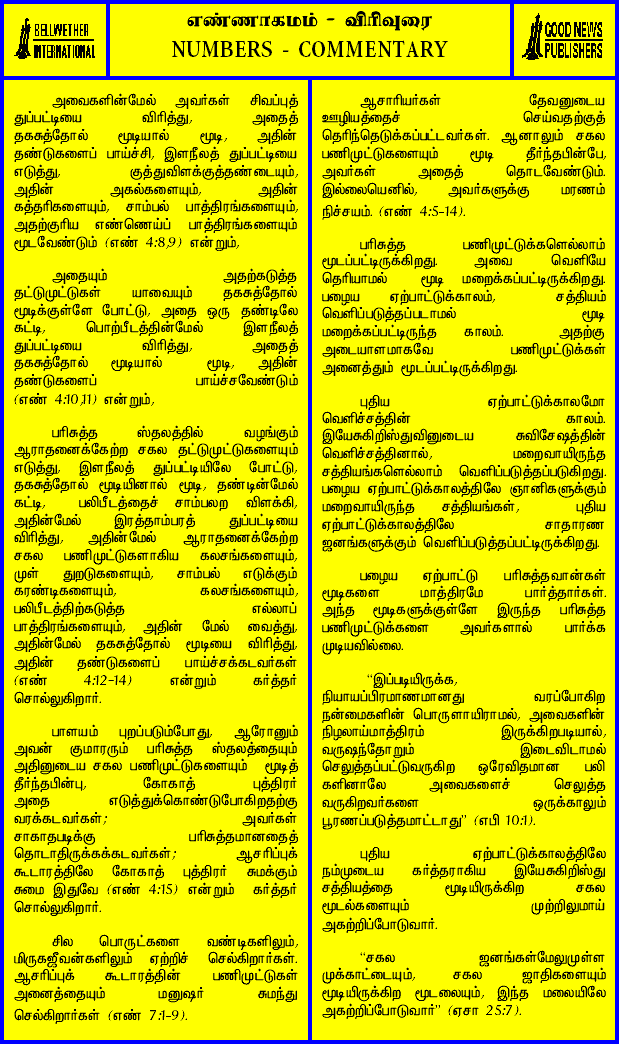 BELLWETHER
INTERNATIONAL
எண்ணாகமம் - விரிவுரை
NUMBERS - COMMENTARY
GOOD NEWS
PUBLISHERS
அவைகளின்மேல் அவர்கள் சிவப்புத்
துப்பட்டியை விரித்து, அதைத்
தகசுத்தோல் மூடியால் மூடி, அதின்
தண்டுகளைப் பாய்ச்சி, இளநீலத் துப்பட்டியை
எடுத்து, குத்துவிளக்குத்தண்டையும்,
அதின் அகல்களையும், அதின்
கத்தரிகளையும், சாம்பல் பாத்திரங்களையும்,
அதற்குரிய எண்ணெய்ப் பாத்திரங்களையும்
மூடவேண்டும் (எண் 4:8,9) என்றும்,
அதையும் அதற்கடுத்த
தட்டுமுட்டுகள் யாவையும் தகசுத்தோல்
மூடிக்குள்ளே போட்டு, அதை ஒரு தண்டிலே
கட்டி, பொற்பீடத்தின்மேல் இளநீலத்
துப்பட்டியை விரித்து, அதைத்
தகசுத்தோல் மூடியால் மூடி, அதின்
தண்டுகளைப் பாய்ச்சவேண்டும்
(எண் 4:10,11) என்றும்,
பரிசுத்த ஸ்தலத்தில் வழங்கும்
ஆராதனைக்கேற்ற சகல தட்டுமுட்டுகளையும்
எடுத்து, இளநீலத் துப்பட்டியிலே போட்டு,
தகசுத்தோல் மூடியினால் மூடி, தண்டின்மேல்
கட்டி, பலிபீடத்தைச் சாம்பலற விளக்கி,
அதின்மேல் இரத்தாம்பரத் துப்பட்டியை
விரித்து, அதின்மேல் ஆராதனைக்கேற்ற
சகல பணிமுட்டுகளாகிய கலசங்களையும்,
முள் துறடுகளையும், சாம்பல் எடுக்கும்
கரண்டிகளையும், கலசங்களையும்,
பலிபீடத்திற்கடுத்த எல்லாப்
பாத்திரங்களையும், அதின் மேல் வைத்து,
அதின்மேல் தகசுத்தோல் மூடியை விரித்து,
அதின் தண்டுகளைப் பாய்ச்சக்கடவர்கள்
(எண் 4:12-14) என்றும் கர்த்தர்
சொல்லுகிறார்.
பாளயம் புறப்படும்போது, ஆரோனும்
அவன் குமாரரும் பரிசுத்த ஸ்தலத்தையும்
அதினுடைய சகல பணிமுட்டுகளையும் மூடித்
தீர்ந்தபின்பு, கோகாத் புத்திரர்
அதை எடுத்துக்கொண்டுபோகிறதற்கு
வரக்கடவர்கள்; அவர்கள்
சாகாதபடிக்கு பரிசுத்தமானதைத்
தொடாதிருக்கக்கடவர்கள்; ஆசரிப்புக்
கூடாரத்திலே கோகாத் புத்திரர் சுமக்கும்
சுமை இதுவே (எண் 4:15) என்றும் கர்த்தர்
சொல்லுகிறார்.
சில பொருட்களை வண்டிகளிலும்,
மிருகஜீவன்களிலும் ஏற்றிச் செல்கிறார்கள்.
ஆசரிப்புக் கூடாரத்தின் பணிமுட்டுகள்
அனைத்தையும் மனுஷர் சுமந்து
செல்கிறார்கள் (எண் 7:1-9).
ஆசாரியர்கள் தேவனுடைய
ஊழியத்தைச் செய்வதற்குத்
தெரிந்தெடுக்கப்பட்டவர்கள். ஆனாலும் சகல
பணிமுட்டுகளையும் மூடி தீர்ந்தபின்பே,
அவர்கள் அதைத் தொடவேண்டும்.
இல்லையெனில், அவர்களுக்கு மரணம்
நிச்சயம். (எண் 4:5-14).
பரிசுத்த பணிமுட்டுக்களெல்லாம்
மூடப்பட்டிருக்கிறது. அவை வெளியே
தெரியாமல் மூடி மறைக்கப்பட்டிருக்கிறது.
பழைய ஏற்பாட்டுக்காலம், சத்தியம்
வெளிப்படுத்தப்படாமல் மூடி
மறைக்கப்பட்டிருந்த காலம். அதற்கு
அடையாளமாகவே பணிமுட்டுக்கள்
அனைத்தும் மூடப்பட்டிருக்கிறது.
புதிய ஏற்பாட்டுக்காலமோ
வெளிச்சத்தின் காலம்.
இயேசுகிறிஸ்துவினுடைய சுவிசேஷத்தின்
வெளிச்சத்தினால், மறைவாயிருந்த
சத்தியங்களெல்லாம் வெளிப்படுத்தப்படுகிறது.
பழைய ஏற்பாட்டுக்காலத்திலே ஞானிகளுக்கும்
மறைவாயிருந்த சத்தியங்கள், புதிய
ஏற்பாட்டுக்காலத்திலே சாதாரண
ஜனங்களுக்கும் வெளிப்படுத்தப்பட்டிருக்கிறது.
பழைய ஏற்பாட்டு பரிசுத்தவான்கள்
மூடிகளை மாத்திரமே பார்த்தார்கள்.
அந்த மூடிகளுக்குள்ளே இருந்த பரிசுத்த
பணிமுட்டுக்களை அவர்களால் பார்க்க
முடியவில்லை.
“இப்படியிருக்க,
நியாயப்பிரமாணமானது வரப்போகிற
நன்மைகளின் பொருளாயிராமல், அவைகளின்
நிழலாய்மாத்திரம் இருக்கிறபடியால்,
வருஷந்தோறும் இடைவிடாமல்
செலுத்தப்பட்டுவருகிற ஒரேவிதமான பலி
களினாலே அவைகளைச் செலுத்த
வருகிறவர்களை ஒருக்காலும்
பூரணப்படுத்தமாட்டாது” (எபி 10:1).
புதிய ஏற்பாட்டுக்காலத்திலே
நம்முடைய கர்த்தராகிய இயேசுகிறிஸ்து
சத்தியத்தை மூடியிருக்கிற சகல
மூடல்களையும் முற்றிலுமாய்
அகற்றிப்போடுவார்.
“சகல ஜனங்கள்மேலுமுள்ள
முக்காட்டையும், சகல ஜாதிகளையும்
மூடியிருக்கிற மூடலையும், இந்த மலையிலே
அகற்றிப்போடுவார்” (ஏசா 25:7).